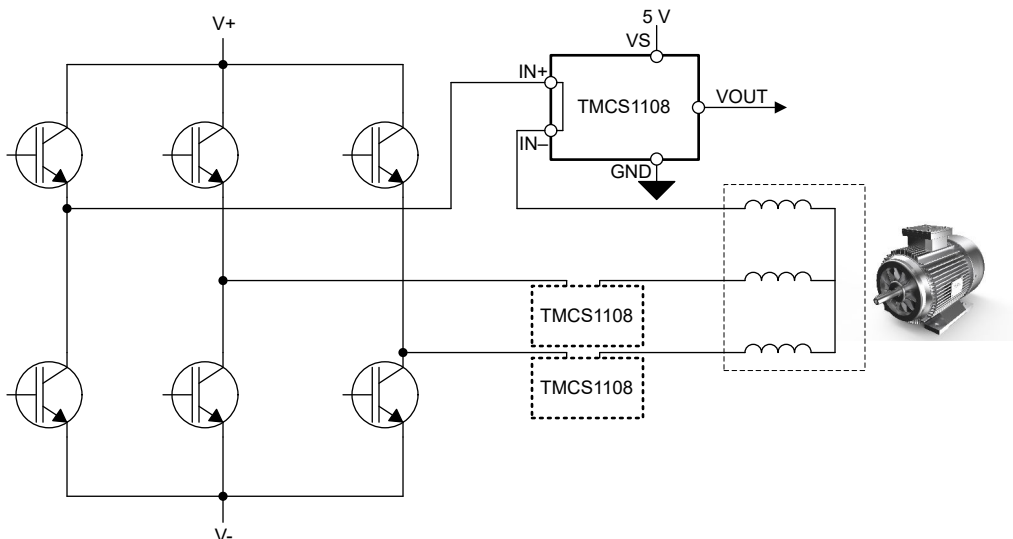 V+
5 V
VS
IN+
TMCS1108
VOUT
IN–
GND
TMCS1108
TMCS1108
V-